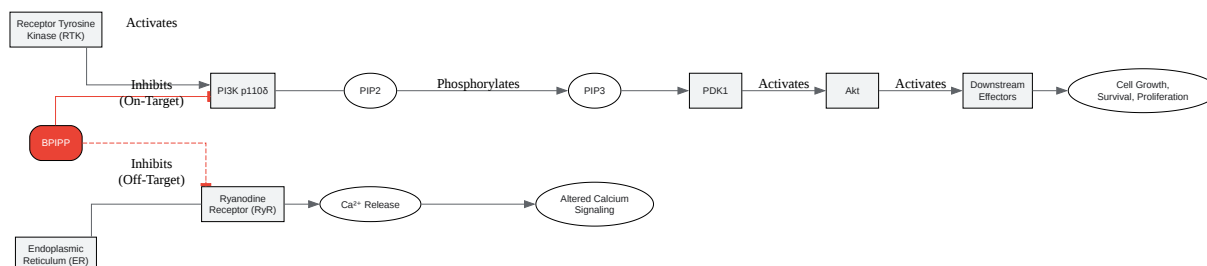 Receptor Tyrosine
Kinase (RTK)
Activates
Inhibits
(On-Target)
PI3K p110δ
PIP2
Phosphorylates
PIP3
PDK1
Activates
Akt
Activates
Downstream
Effectors
Cell Growth,
Survival, Proliferation
BPIPP
Inhibits
(Off-Target)
Ryanodine
Receptor (RyR)
Ca²⁺ Release
Altered Calcium
Signaling
Endoplasmic
Reticulum (ER)